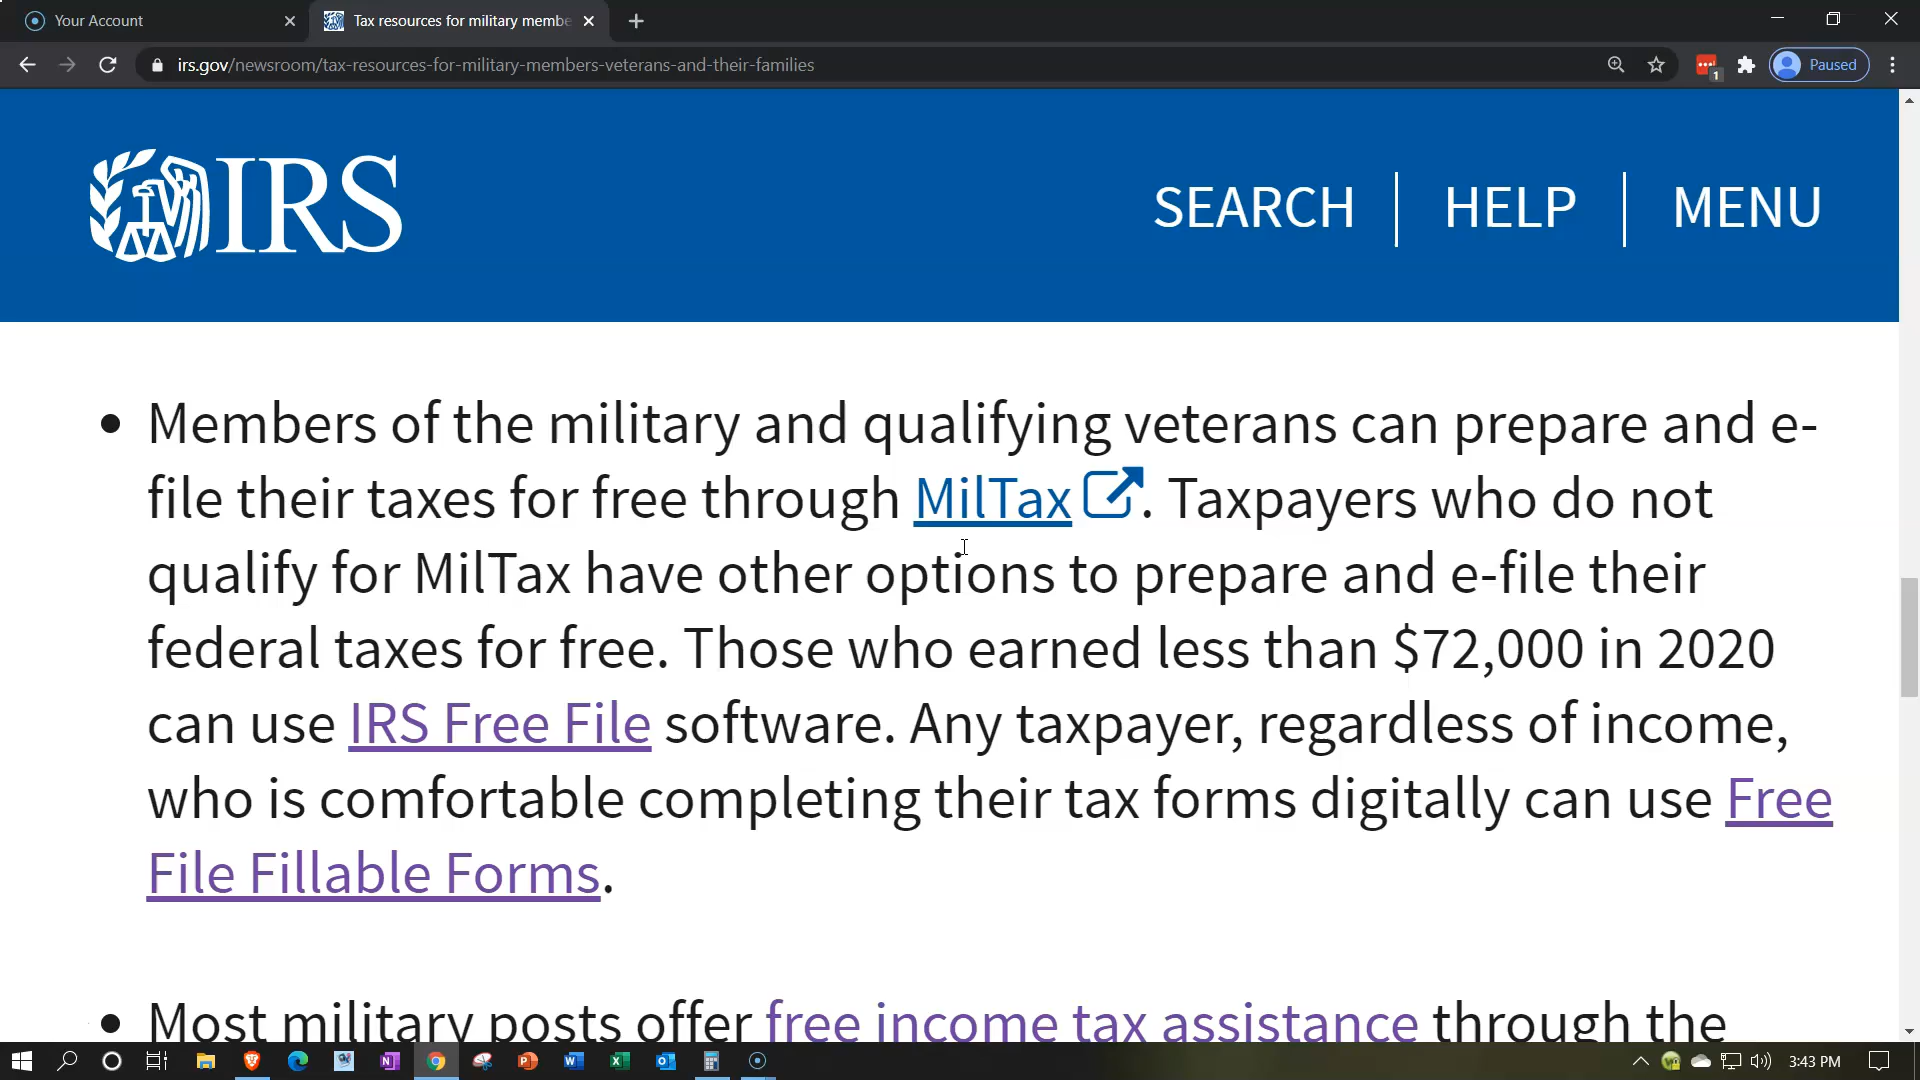 Your Account
Tax resources for military membe
irs.gov/newsroom/tax-resources-for-military-members-veterans-and-their-families
1
Paused
IRS
SEARCH | HELP | MENU
• Members of the military and qualifying veterans can prepare and e-
file their taxes for free through MilTax. Taxpayers who do not
qualify for MilTax have other options to prepare and e-file their
federal taxes for free. Those who earned less than $72,000 in 2020
can use IRS Free File software. Any taxpayer, regardless of income,
who is comfortable completing their tax forms digitally can use Free
File Fillable Forms.
• Most military posts offer free income tax assistance through the
3:43 PM